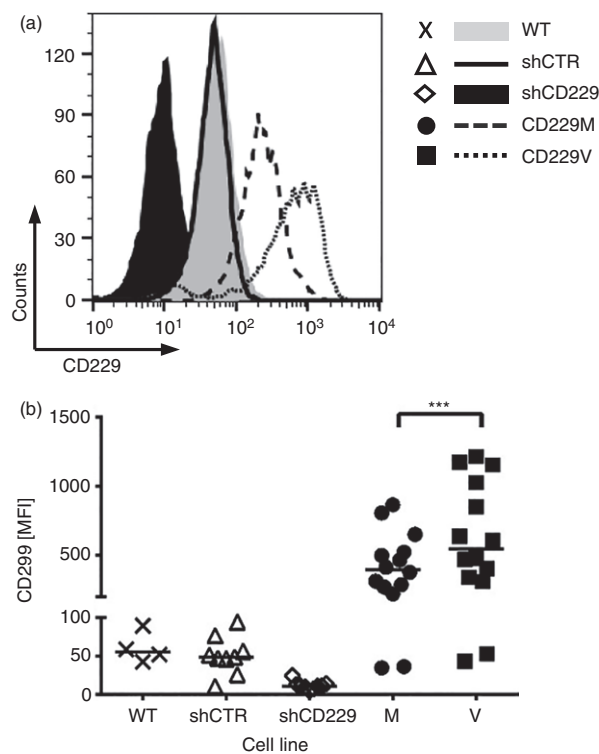 (a)
120
90
60
30
0
Counts
10⁰ 10¹ 10² 10³ 10⁴
CD229
WT
shCTR
shCD229
CD229M
CD229V
(b)
1500
1000
500
100
50
0
CD299 [MFI]
***
WT shCTR shCD229 M V
Cell line